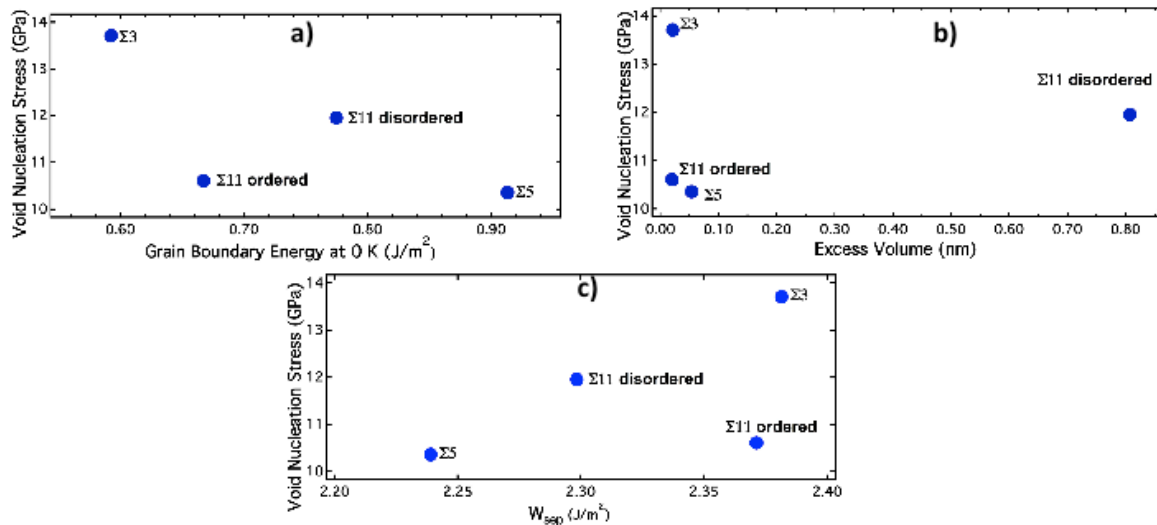 a)
Void Nucleation Stress (GPa)
14
13
12
11
10
Σ3
Σ11 disordered
Σ11 ordered
Σ5
0.60 0.70 0.80 0.90
Grain Boundary Energy at 0 K (J/m²)
b)
Void Nucleation Stress (GPa)
14
13
12
11
10
Σ3
Σ11 disordered
Σ11 ordered
Σ5
0.00 0.10 0.20 0.30 0.40 0.50 0.60 0.70 0.80
Excess Volume (nm)
c)
Void Nucleation Stress (GPa)
14
13
12
11
10
Σ3
Σ11 disordered
Σ11 ordered
Σ5
2.20 2.25 2.30 2.35 2.40
Wsep (J/m²)